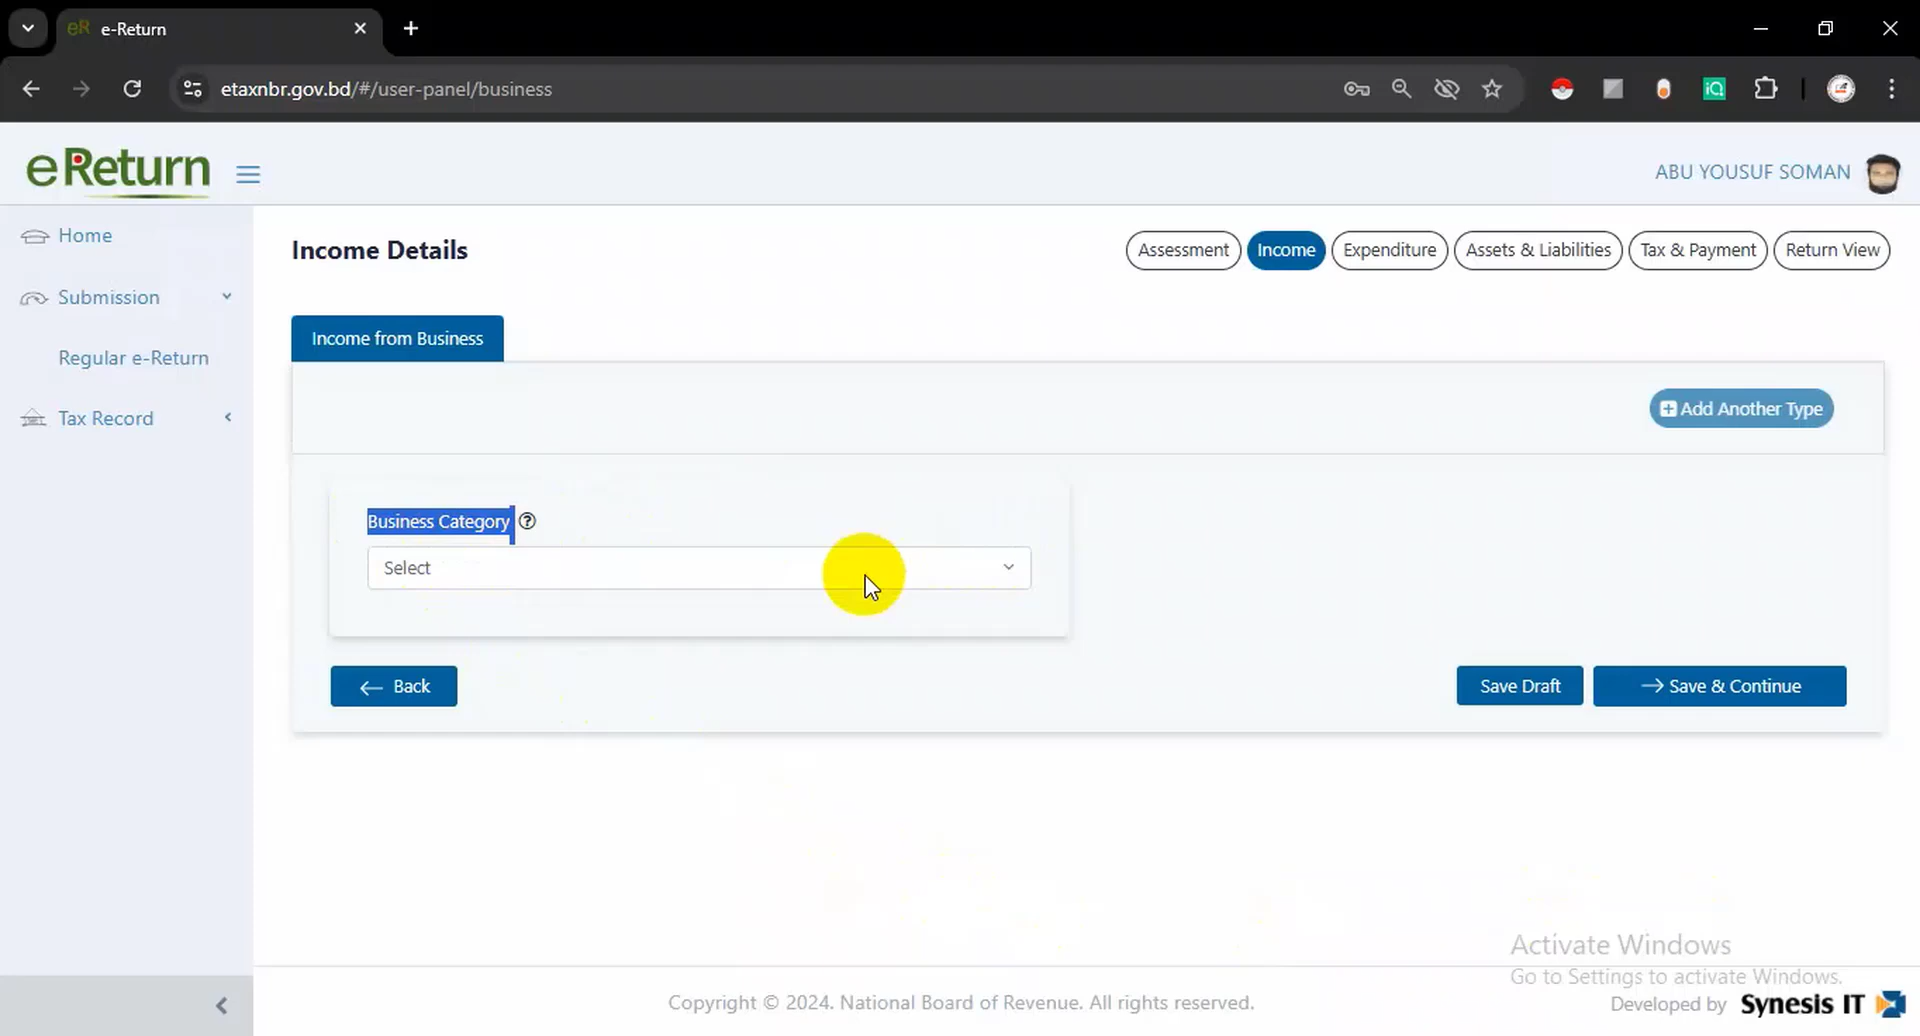 eR e-Return
etaxnbr.gov.bd/#/user-panel/business
iQ
eReturn
ABU YOUSUF SOMAN
Home
Submission
Regular e-Return
Tax Record
Income Details
Assessment
Income
Expenditure
Assets & Liabilities
Tax & Payment
Return View
Income from Business
Add Another Type
Business Category
Select
Back
Save Draft
Save & Continue
Activate Windows
Go to Settings to activate Windows.
Copyright © 2024. National Board of Revenue. All rights reserved.
Developed by Synesis IT